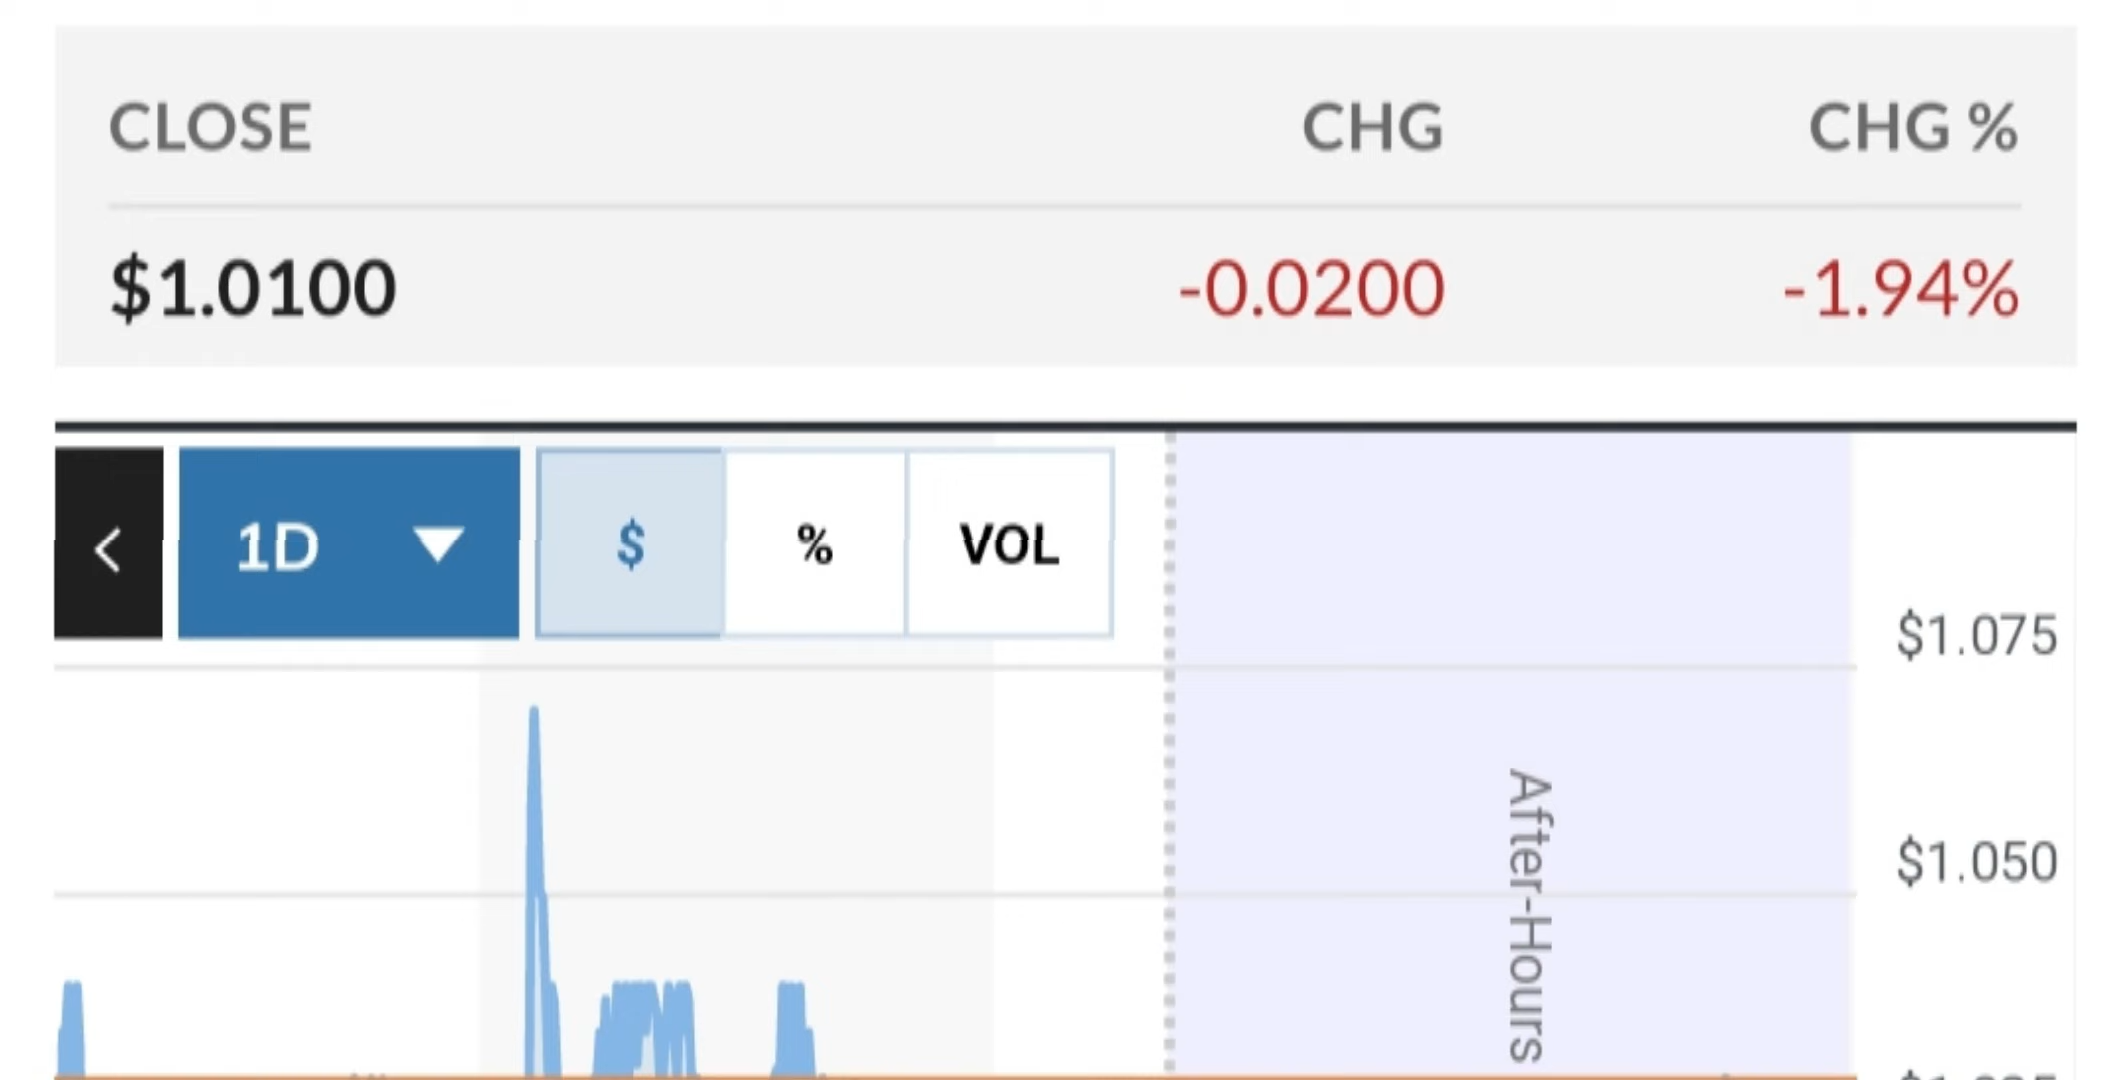 CLOSE CHG CHG %
$1.0100 -0.0200 -1.94%
1D $ % VOL
$1.075
After-Hours
$1.050